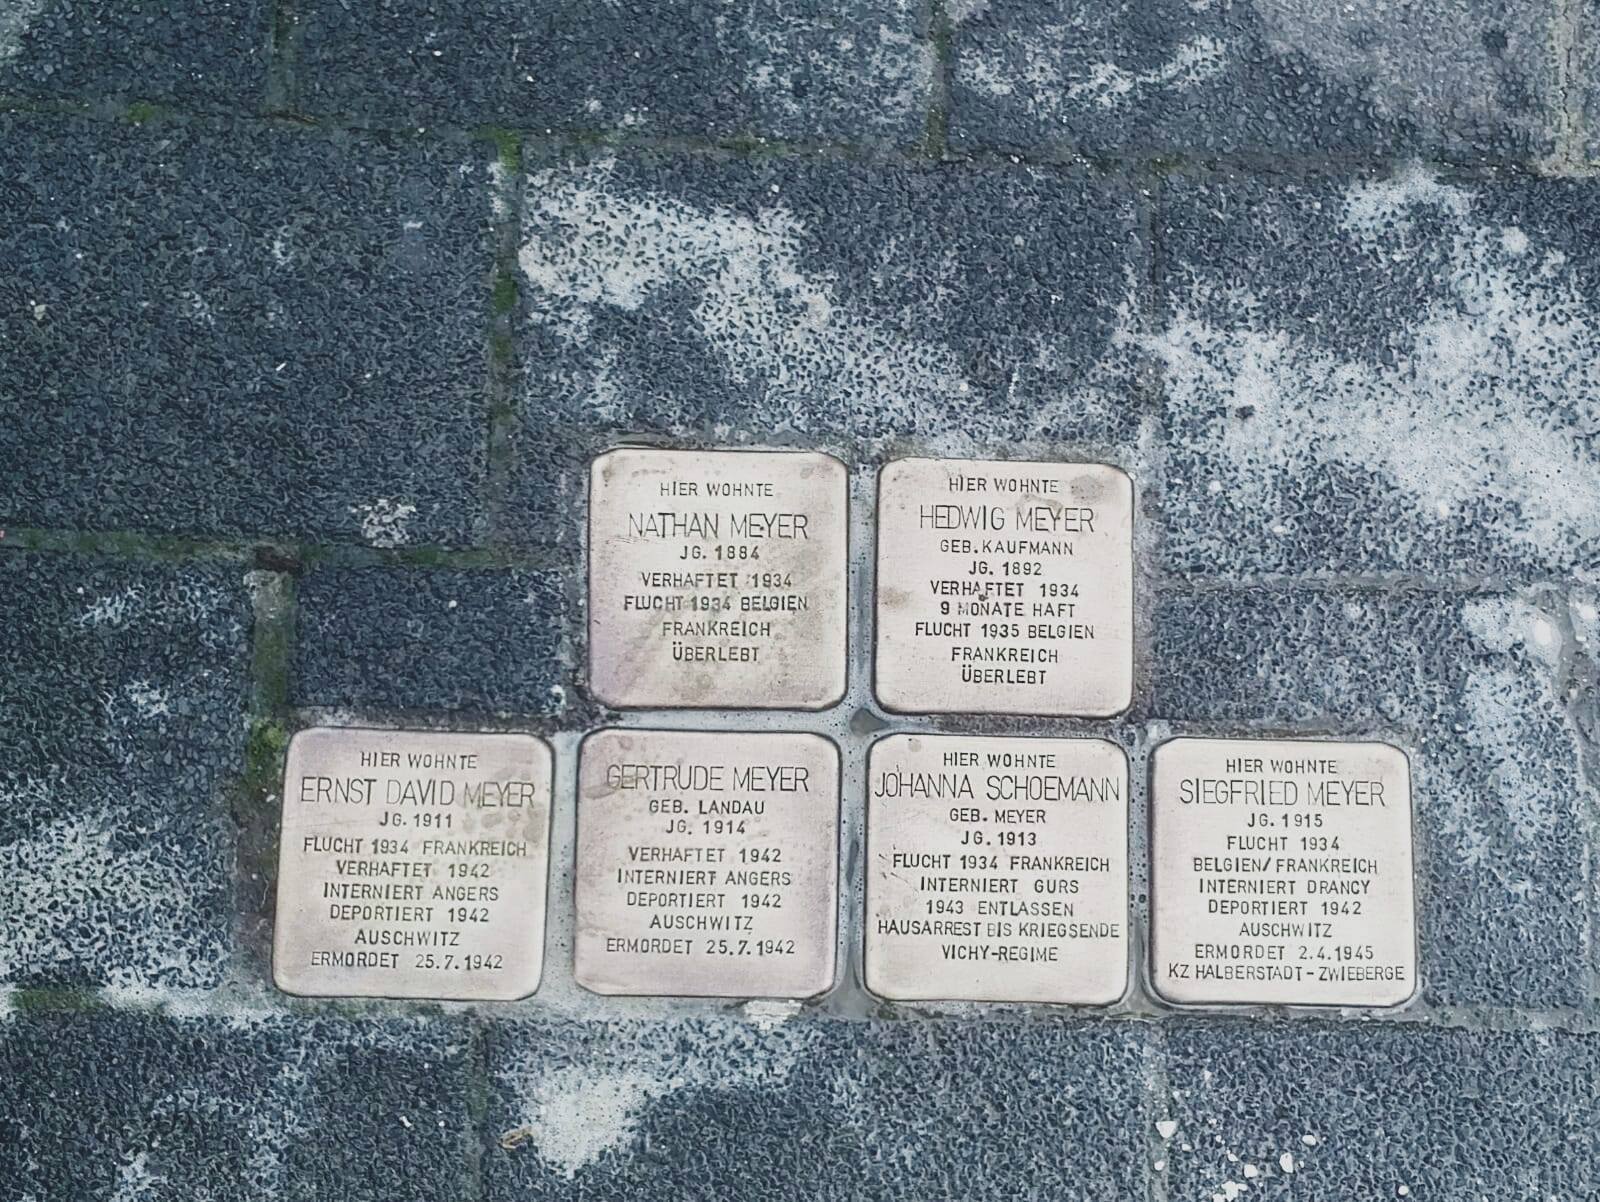 HIER WOHNTE
NATHAN MEYER
JG. 1884
VERHAFTET 1934
FLUCHT 1934 BELGIEN
FRANKREICH
ÜBERLEBT
HIER WOHNTE
HEDWIG MEYER
GEB. KAUFMANN
JG. 1892
VERHAFTET 1934
9 MONATE HAFT
FLUCHT 1935 BELGIEN
FRANKREICH
ÜBERLEBT
HIER WOHNTE
ERNST DAVID MEYER
JG. 1911
FLUCHT 1934 FRANKREICH
VERHAFTET 1942
INTERNIERT ANGERS
DEPORTIERT 1942
AUSCHWITZ
ERMORDET 25.7.1942
GERTRUDE MEYER
GEB. LANDAU
JG. 1914
VERHAFTET 1942
INTERNIERT ANGERS
DEPORTIERT 1942
AUSCHWITZ
ERMORDET 25.7.1942
HIER WOHNTE
JOHANNA SCHOEMANN
GEB. MEYER
JG. 1913
FLUCHT 1934 FRANKREICH
INTERNIERT GURS
1943 ENTLASSEN
HAUSARREST BIS KRIEGSENDE
VICHY-REGIME
HIER WOHNTE
SIEGFRIED MEYER
JG. 1915
FLUCHT 1934
BELGIEN/FRANKREICH
INTERNIERT DRANCY
DEPORTIERT 1942
AUSCHWITZ
ERMORDET 2.4.1945
KZ HALBERSTADT-ZWIEBERGE